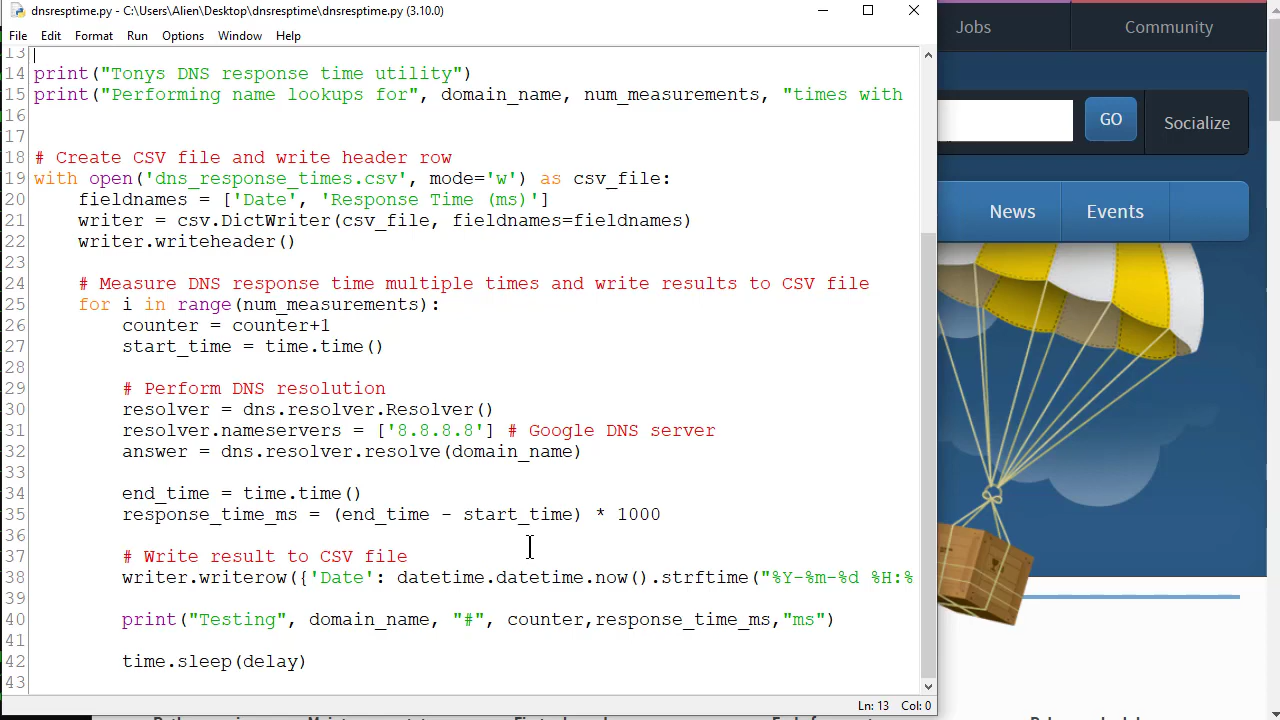 dnsresptime.py - C:\Users\Alien\Desktop\dnsresptime\dnsresptime.py (3.10.0)
File Edit Format Run Options Window Help
13
14 print("Tonys DNS response time utility")
15 print("Performing name lookups for", domain_name, num_measurements, "times with
16
17
18 # Create CSV file and write header row
19 with open('dns_response_times.csv', mode='w') as csv_file:
20 fieldnames = ['Date', 'Response Time (ms)']
21 writer = csv.DictWriter(csv_file, fieldnames=fieldnames)
22 writer.writeheader()
23
24 # Measure DNS response time multiple times and write results to CSV file
25 for i in range(num_measurements):
26 counter = counter+1
27 start_time = time.time()
28
29 # Perform DNS resolution
30 resolver = dns.resolver.Resolver()
31 resolver.nameservers = ['8.8.8.8'] # Google DNS server
32 answer = dns.resolver.resolve(domain_name)
33
34 end_time = time.time()
35 response_time_ms = (end_time - start_time) * 1000
36
37 # Write result to CSV file
38 writer.writerow({'Date': datetime.datetime.now().strftime("%Y-%m-%d %H:%
39
40 print("Testing", domain_name, "#", counter,response_time_ms,"ms")
41
42 time.sleep(delay)
43
Ln: 13 Col: 0
Jobs Community
GO Socialize
News Events